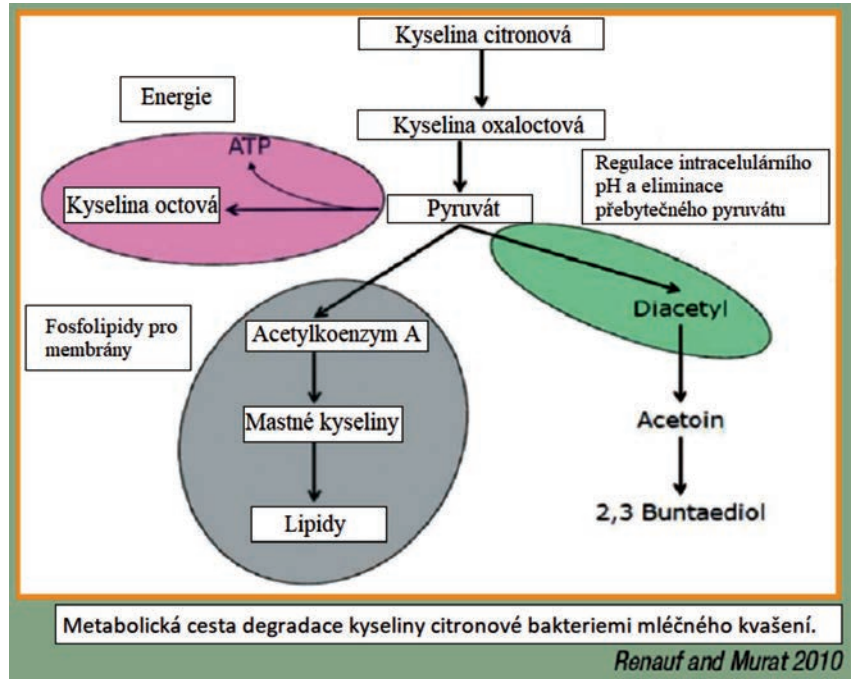 Kyselina citronová
Energie
Kyselina oxaloctová
ATP
Regulace intracelulárního
pH a eliminace
přebytečného pyruvátu
Kyselina octová
Pyruvát
Diacetyl
Fosfolipidy pro
membrány
Acetylkoenzym A
Mastné kyseliny
Acetoin
Lipidy
2,3 Buntaediol
Metabolická cesta degradace kyseliny citronové bakteriemi mléčného kvašení.
Renauf and Murat 2010